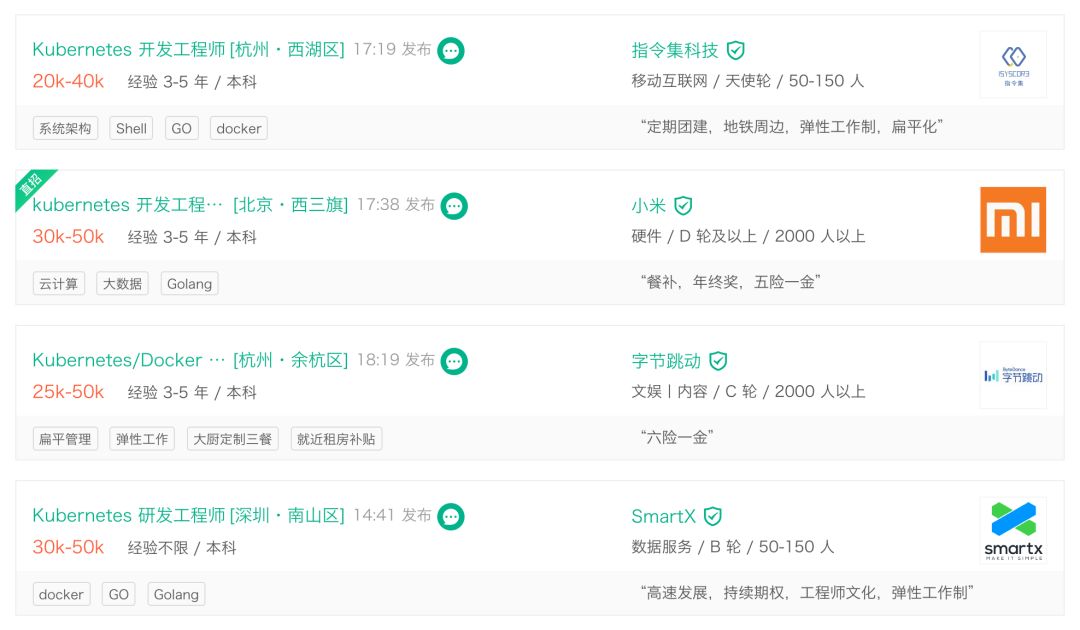 Kubernetes 开发工程师 [杭州・西湖区] 17:19 发布
20k-40k 经验 3-5 年 / 本科
指令集科技
移动互联网 / 天使轮 / 50-150 人
ISYSCORE
指令集
系统架构 Shell GO docker
“定期团建，地铁周边，弹性工作制，扁平化”
直招
kubernetes 开发工程… [北京・西三旗] 17:38 发布
30k-50k 经验 3-5 年 / 本科
小米
硬件 / D 轮及以上 / 2000 人以上
mi
云计算 大数据 Golang
“餐补，年终奖，五险一金”
Kubernetes/Docker … [杭州・余杭区] 18:19 发布
25k-50k 经验 3-5 年 / 本科
字节跳动
文娱丨内容 / C 轮 / 2000 人以上
ByteDance
字节跳动
扁平管理 弹性工作 大厨定制三餐 就近租房补贴
“六险一金”
Kubernetes 研发工程师 [深圳・南山区] 14:41 发布
30k-50k 经验不限 / 本科
SmartX
数据服务 / B 轮 / 50-150 人
smartx
MAKE IT SIMPLE
docker GO Golang
“高速发展，持续期权，工程师文化，弹性工作制”